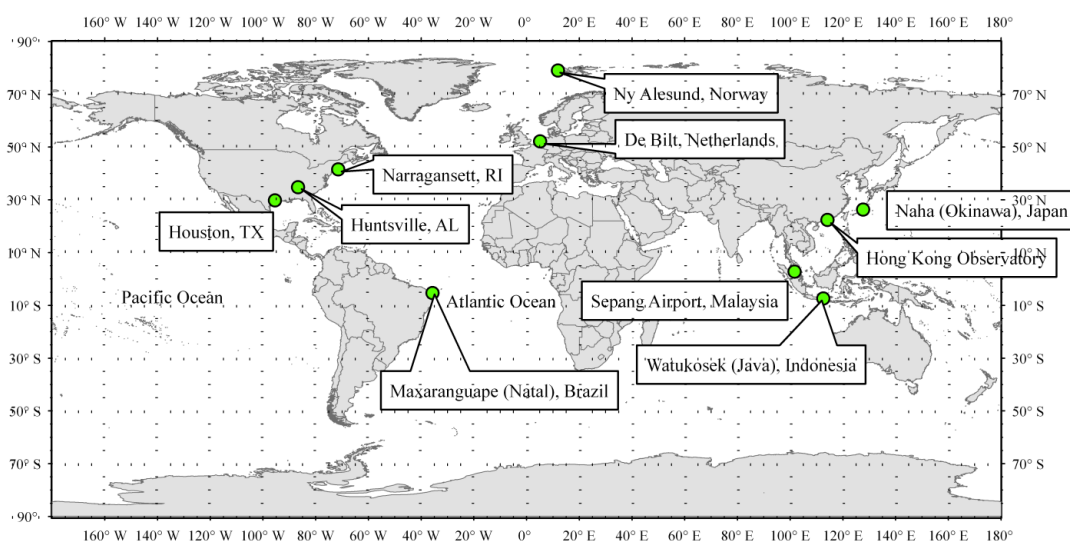 160° W 140° W 120° W 100° W 80° W 60° W 40° W 20° W 0° 20° E 40° E 60° E 80° E 100° E 120° E 140° E 160° E 180°
90°
Ny Alesund, Norway
70° N 70° N
De Bilt, Netherlands
50° N 50° N
Narragansett, RI
30° N 30° N
Naha (Okinawa), Japan
Huntsville, AL
Houston, TX
10° N 10° N
Hong Kong Observatory
Pacific Ocean
Atlantic Ocean
Sepang Airport, Malaysia
10° S 10° S
30° S 30° S
Watukosek (Java), Indonesia
Maxaranguape (Natal), Brazil
50° S 50° S
70° S 70° S
90°
160° W 140° W 120° W 100° W 80° W 60° W 40° W 20° W 0° 20° E 40° E 60° E 80° E 100° E 120° E 140° E 160° E 180°